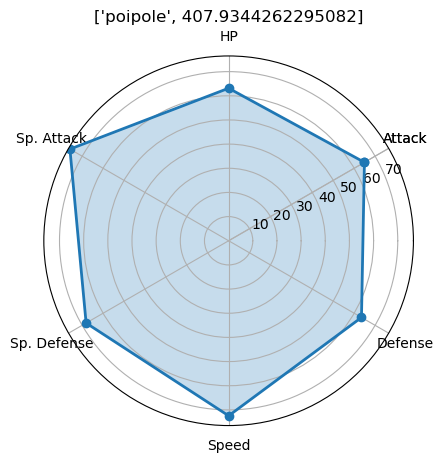 ['poipole', 407.9344262295082]
HP
Sp. Attack
Attack
70
60
50
40
30
20
10
Sp. Defense
Defense
Speed